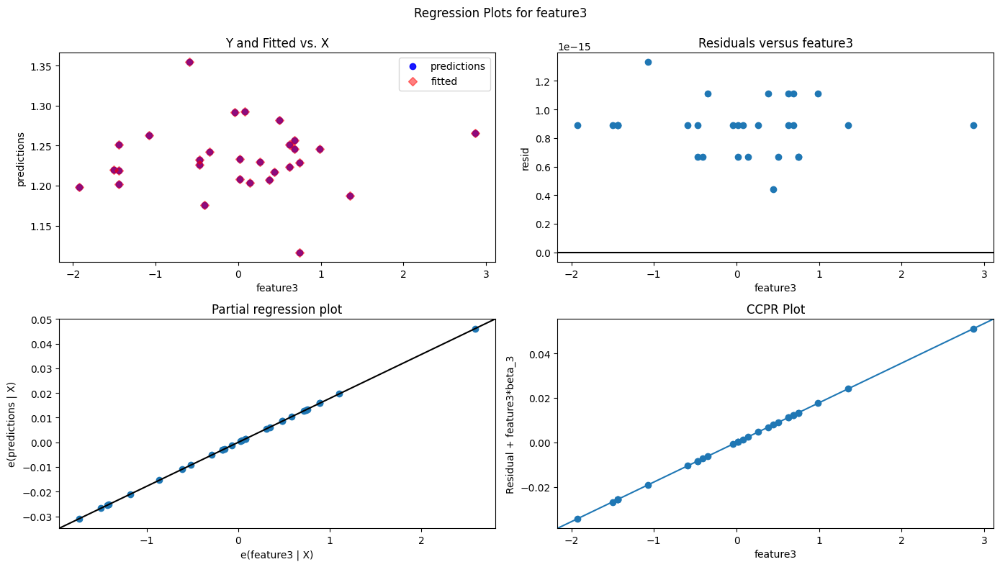 Regression Plots for feature3
Y and Fitted vs. X
predictions
1.35
1.30
1.25
1.20
1.15
−2
−1
0
1
2
3
feature3
predictions
fitted
Residuals versus feature3
1e−15
resid
1.2
1.0
0.8
0.6
0.4
0.2
0.0
−2
−1
0
1
2
3
feature3
Partial regression plot
e(predictions | X)
0.05
0.04
0.03
0.02
0.01
0.00
−0.01
−0.02
−0.03
−1
0
1
2
e(feature3 | X)
CCPR Plot
Residual + feature3*beta_3
0.04
0.02
0.00
−0.02
−2
−1
0
1
2
3
feature3